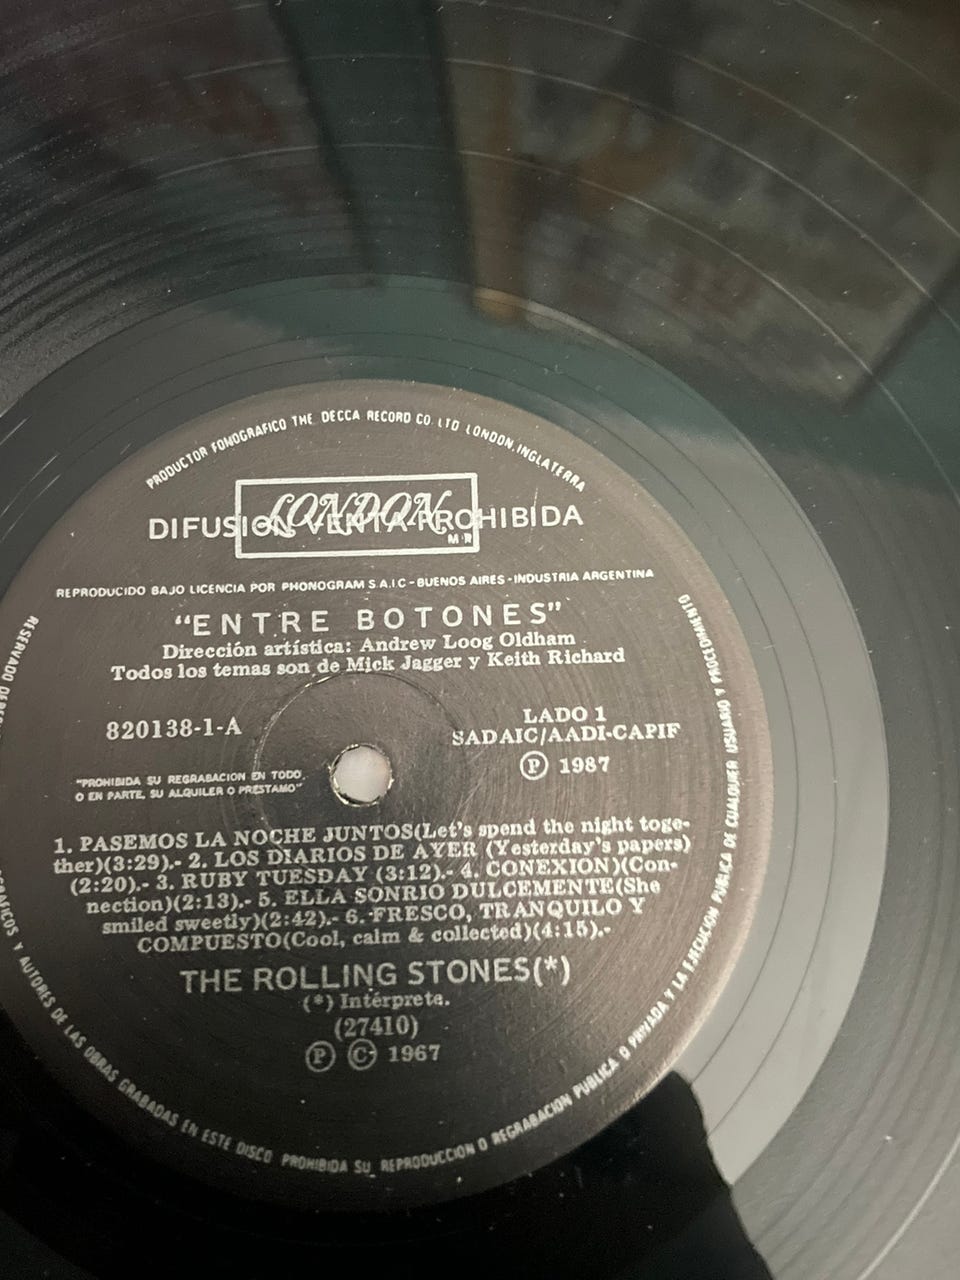 PRODUCTOR FONOGRAFICO THE DECCA RECORD CO. LTD LONDON, INGLATERRA
LONDON
DIFUSION VENTA PROHIBIDA
M.R
REPRODUCIDO BAJO LICENCIA POR PHONOGRAM S.A.I.C - BUENOS AIRES - INDUSTRIA ARGENTINA
"ENTRE BOTONES"
Dirección artística: Andrew Loog Oldham
Todos los temas son de Mick Jagger y Keith Richard
820138-1-A
LADO 1
SADAIC/AADI-CAPIF
Ⓟ 1987
"PROHIBIDA SU REGRABACION EN TODO
O EN PARTE, SU ALQUILER O PRESTAMO"
1. PASEMOS LA NOCHE JUNTOS(Let's spend the night toge-
ther)(3:29).- 2. LOS DIARIOS DE AYER (Yesterday's papers)
(2:20).- 3. RUBY TUESDAY (3:12).- 4. CONEXION)(Con-
nection)(2:13).- 5. ELLA SONRIO DULCEMENTE(She
smiled sweetly)(2:42).- 6. FRESCO, TRANQUILO Y
COMPUESTO(Cool, calm & collected)(4:15).-
THE ROLLING STONES(*)
(*) Intérprete.
(27410)
Ⓟ Ⓒ 1967
RESERVADO
Y AUTORES DE LAS OBRAS GRABADAS EN ESTE DISCO PROHIBIDA SU REPRODUCCION O REGRABACION PUBLICA O PRIVADA Y LA EJECUCION PUBLICA DE CUALQUIER USUARIO Y PROCEDIMIENTO